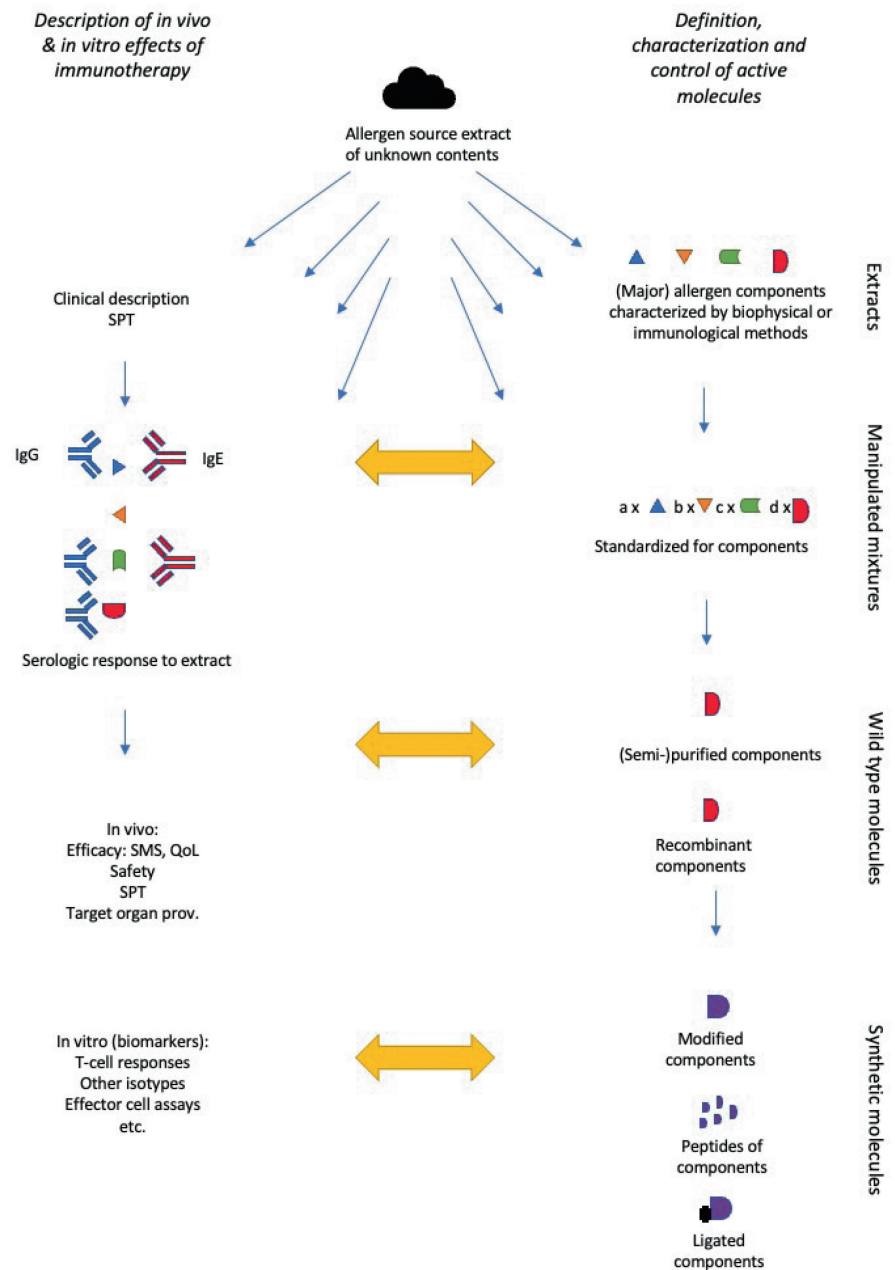 Description of in vivo
& in vitro effects of
immunotherapy
Definition,
characterization and
control of active
molecules
Allergen source extract
of unknown contents
Clinical description
SPT
(Major) allergen components
characterized by biophysical or
immunological methods
Extracts
IgG
IgE
a x
b x
c x
d x
Standardized for components
Manipulated mixtures
Serologic response to extract
(Semi-)purified components
Recombinant
components
Wild type molecules
In vivo:
Efficacy: SMS, QoL
Safety
SPT
Target organ prov.
In vitro (biomarkers):
T-cell responses
Other isotypes
Effector cell assays
etc.
Modified
components
Peptides of
components
Ligated
components
Synthetic molecules